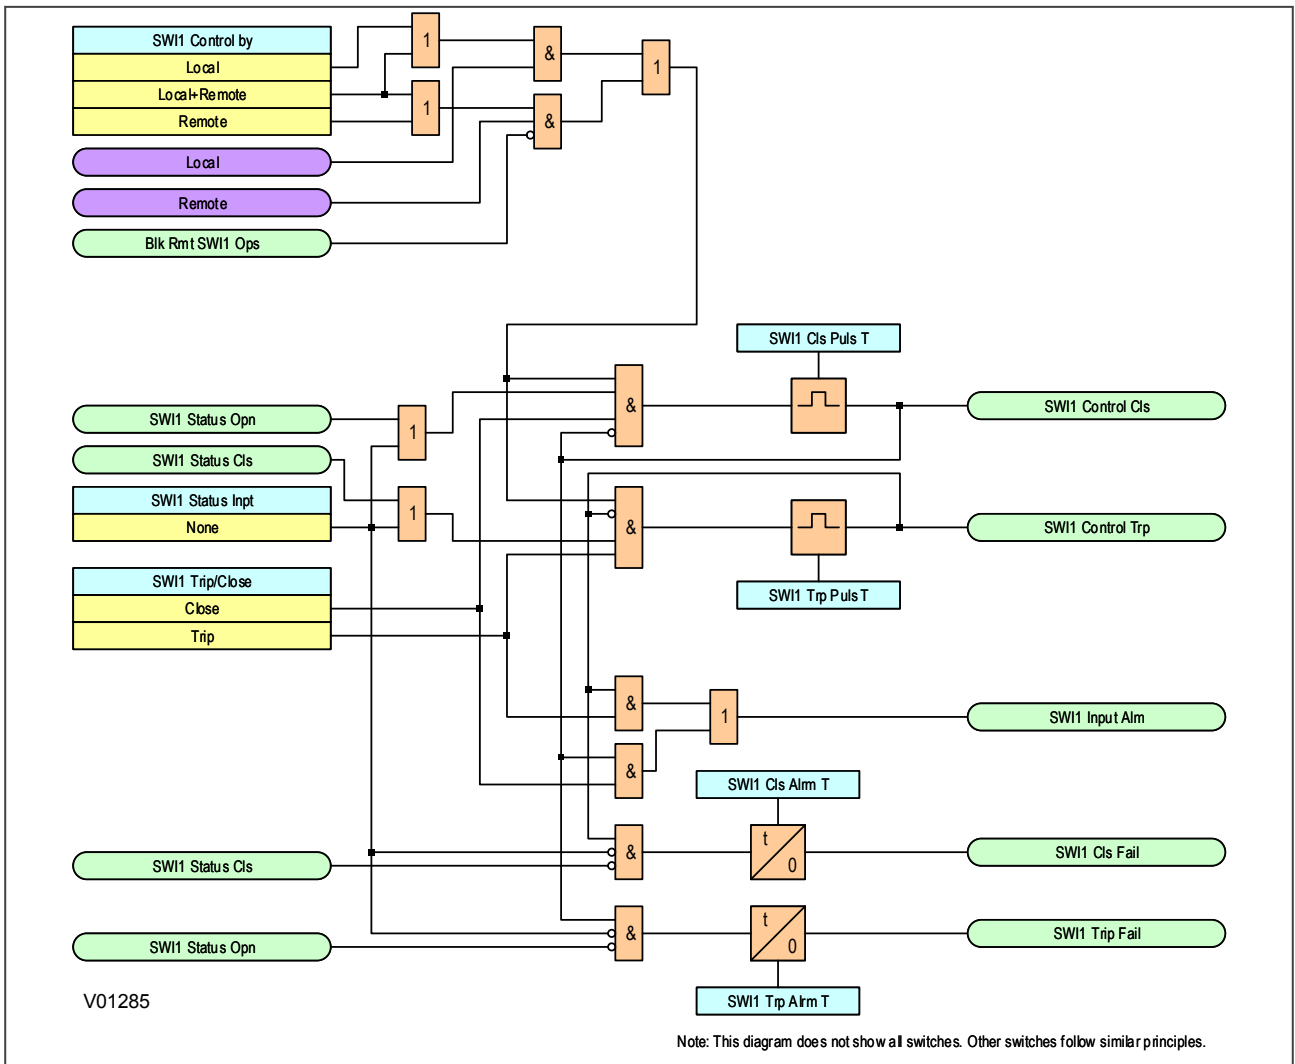 SWI1 Control by
Local
Local+Remote
Remote
Local
Remote
Blk Rmt SWI1 Ops
1
1
&
&
1
SWI1 Cls Puls T
SWI1 Status Opn
SWI1 Status Cls
SWI1 Status Inpt
None
1
1
&
&
SWI1 Control Cls
SWI1 Control Trp
SWI1 Trp Puls T
SWI1 Trip/Close
Close
Trip
&
&
1
SWI1 Input Alm
SWI1 Cls Alrm T
SWI1 Status Cls
&
t
0
SWI1 Cls Fail
SWI1 Status Opn
&
t
0
SWI1 Trip Fail
SWI1 Trp Alrm T
V01285
Note: This diagram does not show all switches. Other switches follow similar principles.